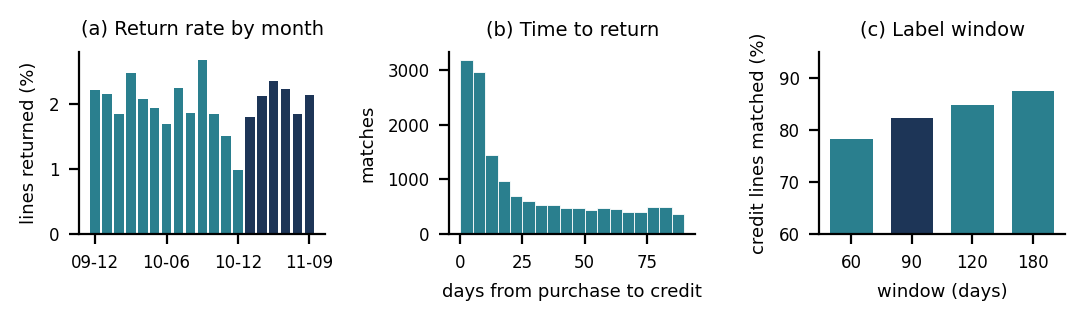 (a) Return rate by month
lines returned (%)
2
1
0
09-12 10-06 10-12 11-09
(b) Time to return
matches
3000
2000
1000
0
0 25 50 75
days from purchase to credit
(c) Label window
credit lines matched (%)
90
80
70
60
60 90 120 180
window (days)